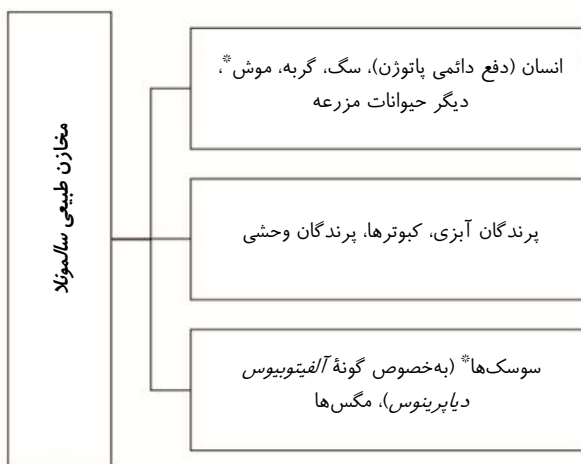 مخازن طبیعی سالمونلا
انسان (دفع دائمی پاتوژن)، سگ، گربه، موش*،
دیگر حیوانات مزرعه
پرندگان آبزی، کبوترها، پرندگان وحشی
سوسک‌ها* (به‌خصوص گونهٔ آلفیتوبیوس
دیاپرینوس)، مگس‌ها